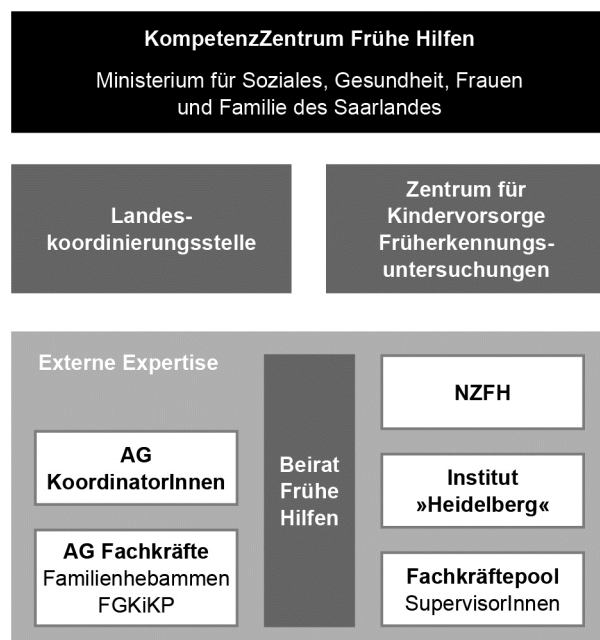 KompetenzZentrum Frühe Hilfen
Ministerium für Soziales, Gesundheit, Frauen
und Familie des Saarlandes
Landes-
koordinierungsstelle
Zentrum für
Kindervorsorge
Früherkennungs-
untersuchungen
Externe Expertise
AG
KoordinatorInnen
AG Fachkräfte
Familienhebammen
FGKiKP
Beirat
Frühe
Hilfen
NZFH
Institut
»Heidelberg«
Fachkräftepool
SupervisorInnen